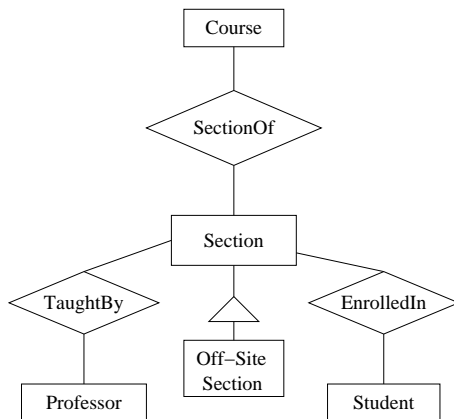 Course
SectionOf
Section
TaughtBy
EnrolledIn
Off−Site
Section
Professor
Student